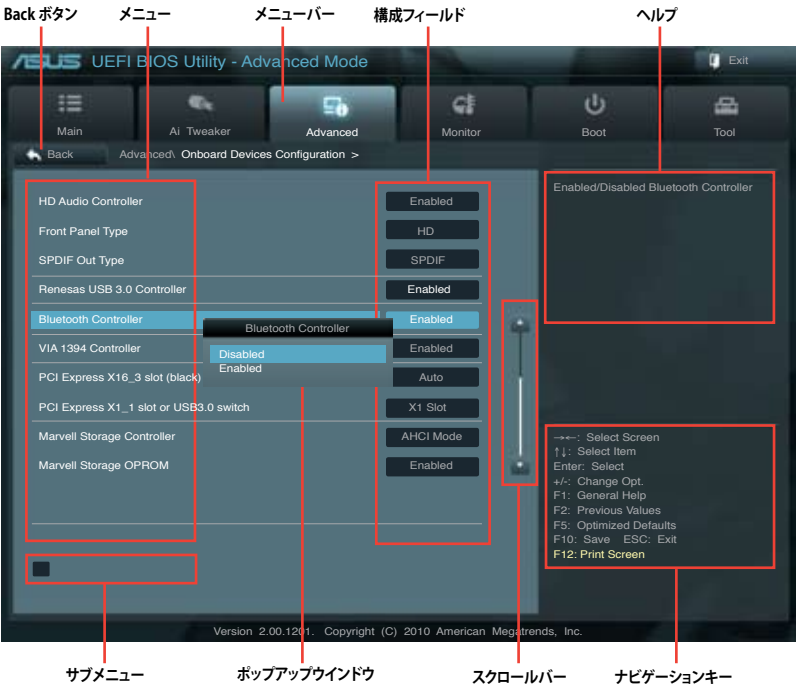 Back ボタン メニュー メニューバー 構成フィールド ヘルプ
ASUS UEFI BIOS Utility - Advanced Mode Exit
Main Ai Tweaker Advanced Monitor Boot Tool
Back Advanced\ Onboard Devices Configuration >
Enabled/Disabled Bluetooth Controller
HD Audio Controller Enabled
Front Panel Type HD
SPDIF Out Type SPDIF
Renesas USB 3.0 Controller Enabled
Bluetooth Controller Enabled
Bluetooth Controller
Disabled
Enabled
VIA 1394 Controller Enabled
PCI Express X16_3 slot (black) Auto
PCI Express X1_1 slot or USB3.0 switch X1 Slot
Marvell Storage Controller AHCI Mode
Marvell Storage OPROM Enabled
→←: Select Screen
↑↓: Select Item
Enter: Select
+/-: Change Opt.
F1: General Help
F2: Previous Values
F5: Optimized Defaults
F10: Save ESC: Exit
F12: Print Screen
Version 2.00.1201. Copyright (C) 2010 American Megatrends, Inc.
サブメニュー ポップアップウインドウ スクロールバー ナビゲーションキー